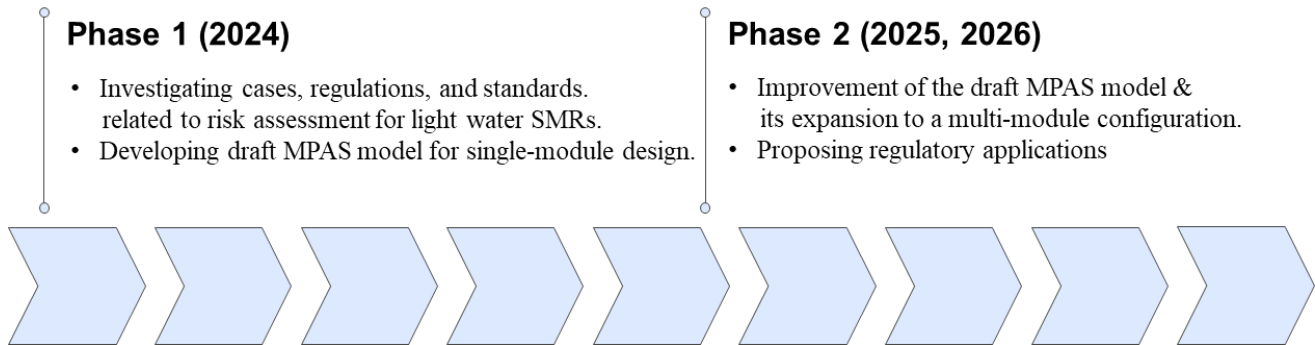 Phase 1 (2024)
• Investigating cases, regulations, and standards.
related to risk assessment for light water SMRs.
• Developing draft MPAS model for single-module design.
Phase 2 (2025, 2026)
• Improvement of the draft MPAS model &
its expansion to a multi-module configuration.
• Proposing regulatory applications